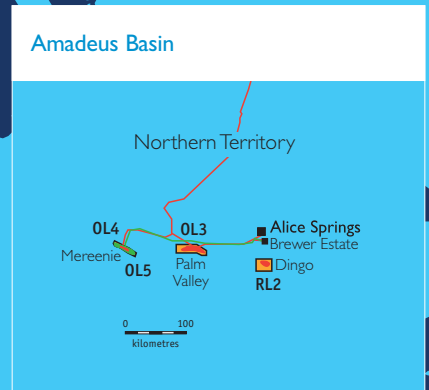 Amadeus Basin
Northern Territory
OL4
OL3
Alice Springs
Brewer Estate
Mereenie
OL5
Palm
Valley
Dingo
RL2
0 100
kilometres